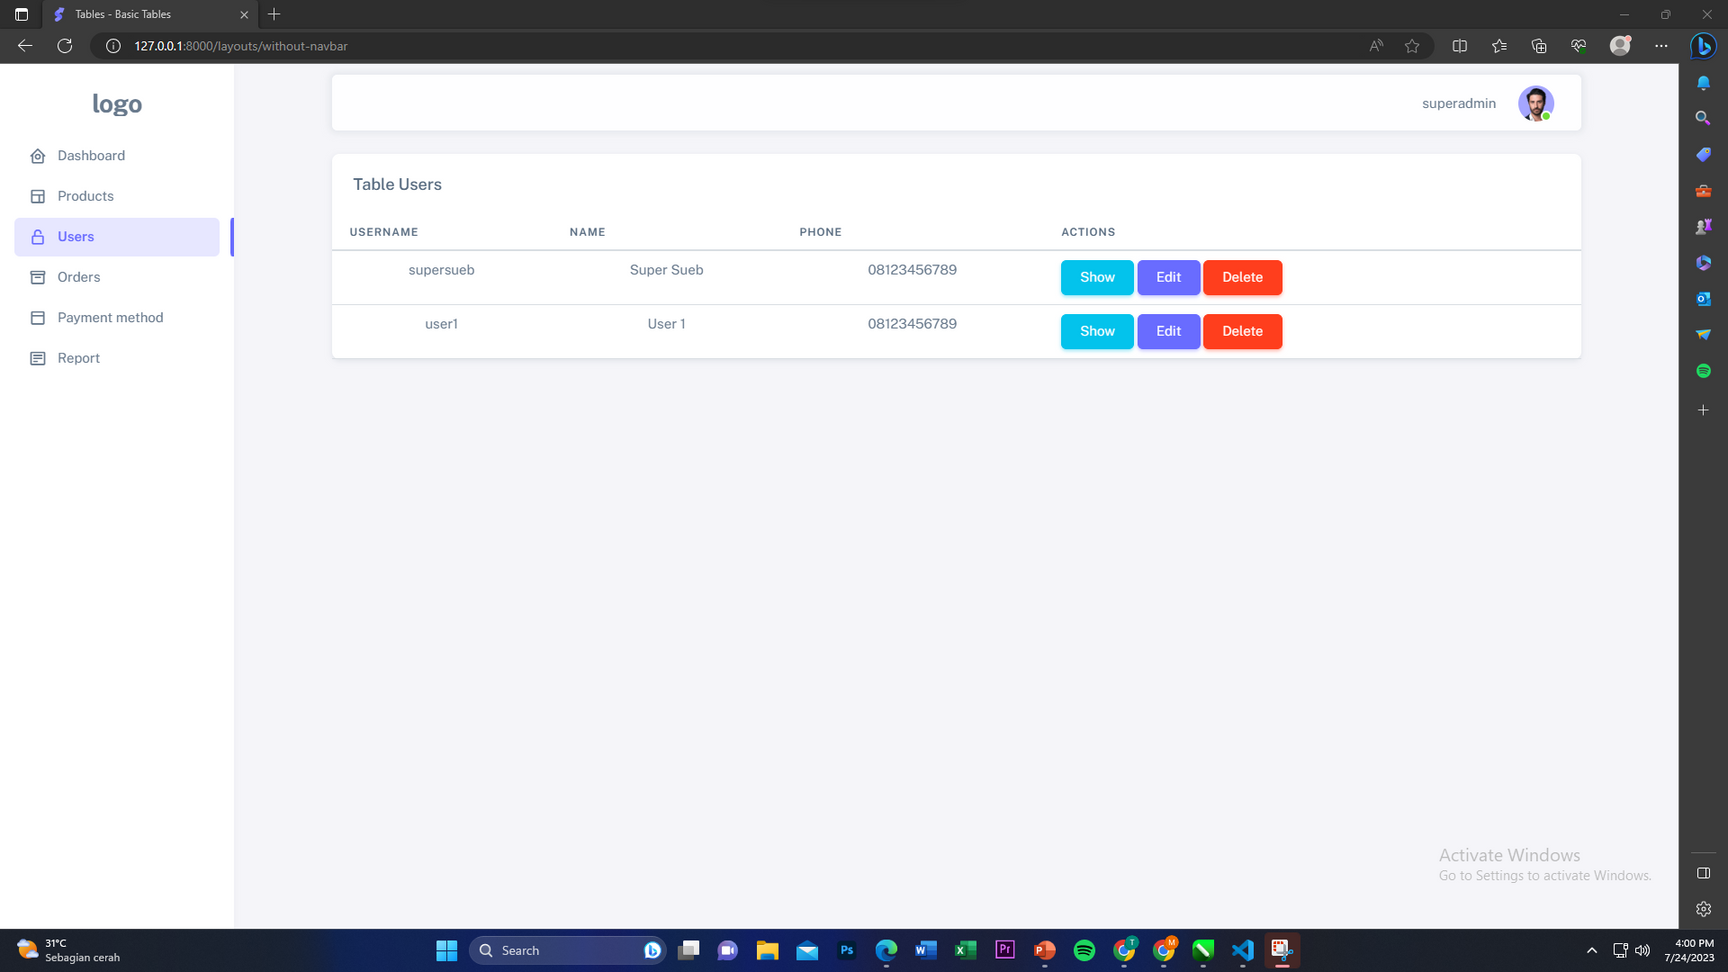 Tables - Basic Tables
127.0.0.1:8000/layouts/without-navbar
logo
Dashboard
Products
Users
Orders
Payment method
Report
superadmin
Table Users
USERNAME NAME PHONE ACTIONS
supersueb Super Sueb 08123456789 Show Edit Delete
user1 User 1 08123456789 Show Edit Delete
Activate Windows
Go to Settings to activate Windows.
31°C
Sebagian cerah
Search
4:00 PM
7/24/2023